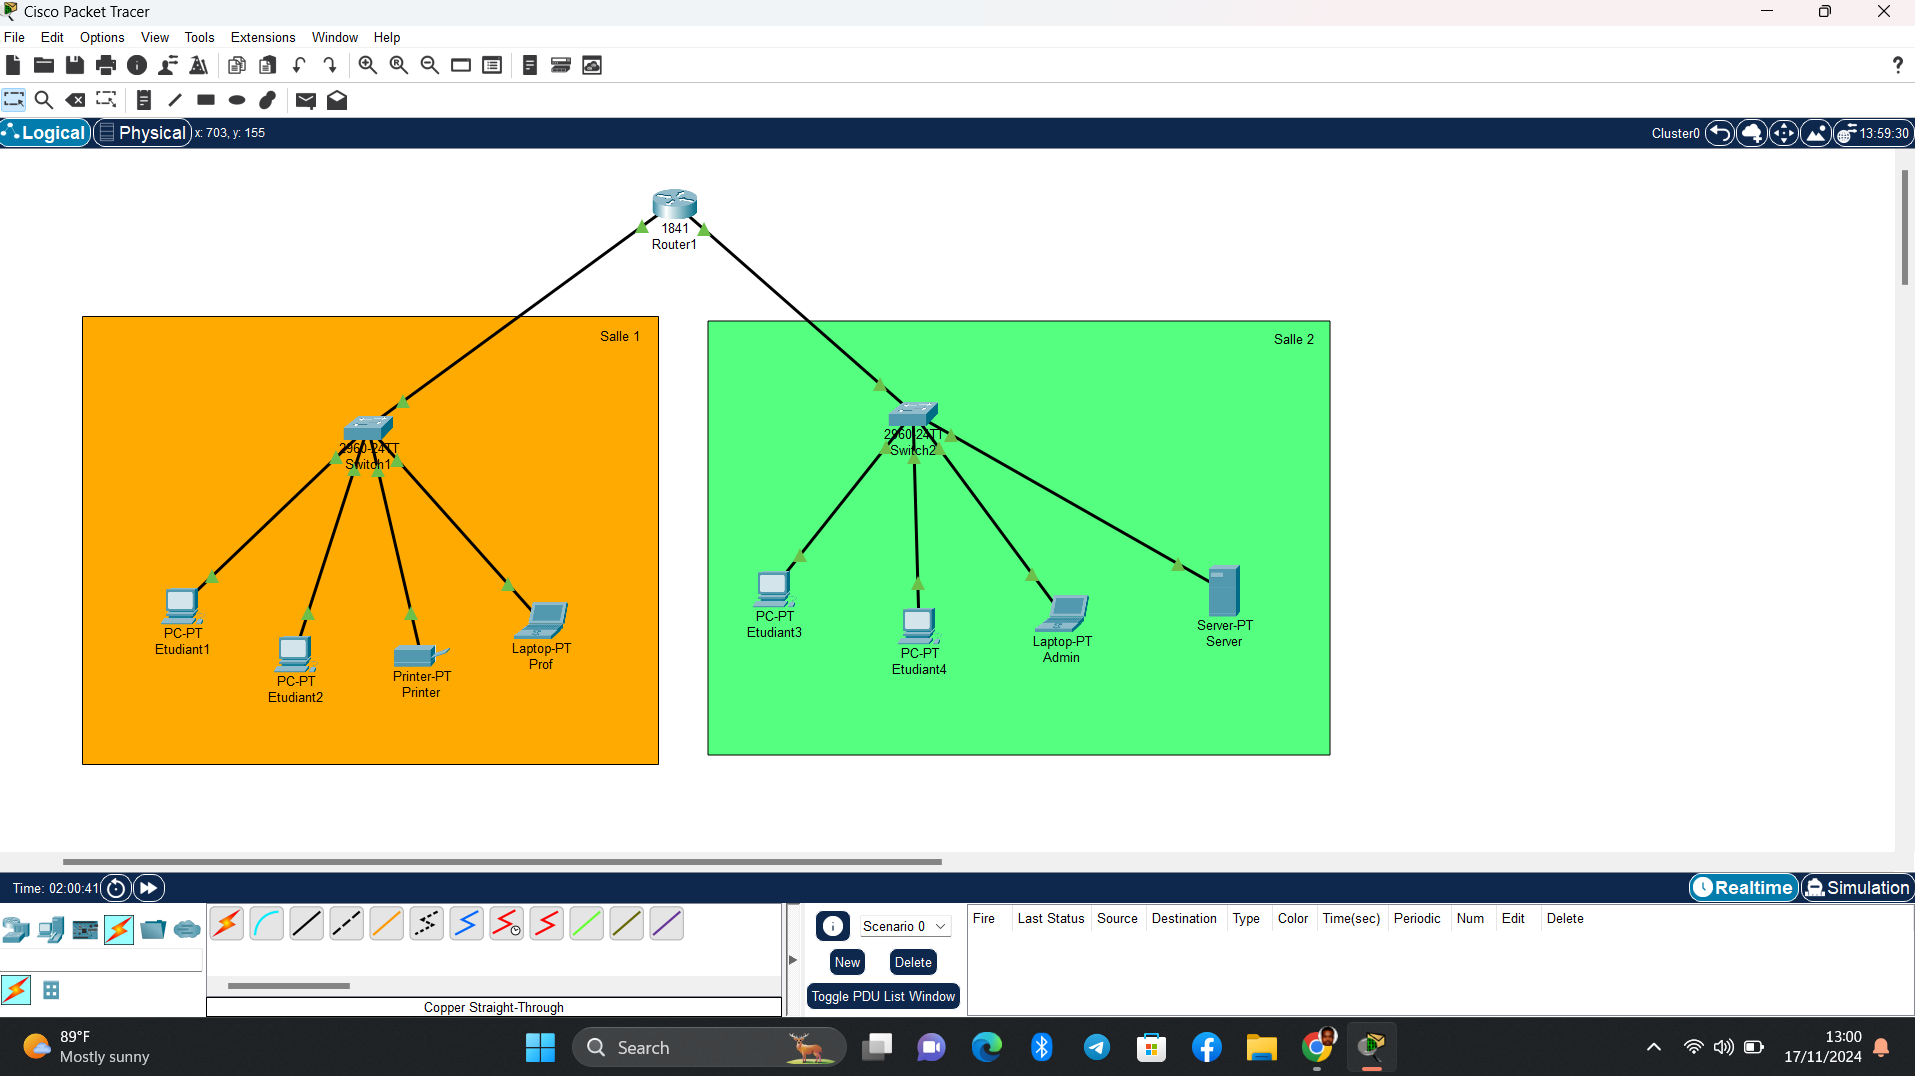 Cisco Packet Tracer
File Edit Options View Tools Extensions Window Help
Logical Physical x: 703, y: 155 Cluster0 13:59:30
1841
Router1
Salle 1
Salle 2
2960-24TT
Switch1
2960-24TT
Switch2
PC-PT
Etudiant1
PC-PT
Etudiant2
Printer-PT
Printer
Laptop-PT
Prof
PC-PT
Etudiant3
PC-PT
Etudiant4
Laptop-PT
Admin
Server-PT
Server
Time: 02:00:41 Realtime Simulation
Scenario 0
New Delete
Toggle PDU List Window
Fire Last Status Source Destination Type Color Time(sec) Periodic Num Edit Delete
Copper Straight-Through
89°F
Mostly sunny
Search
13:00
17/11/2024